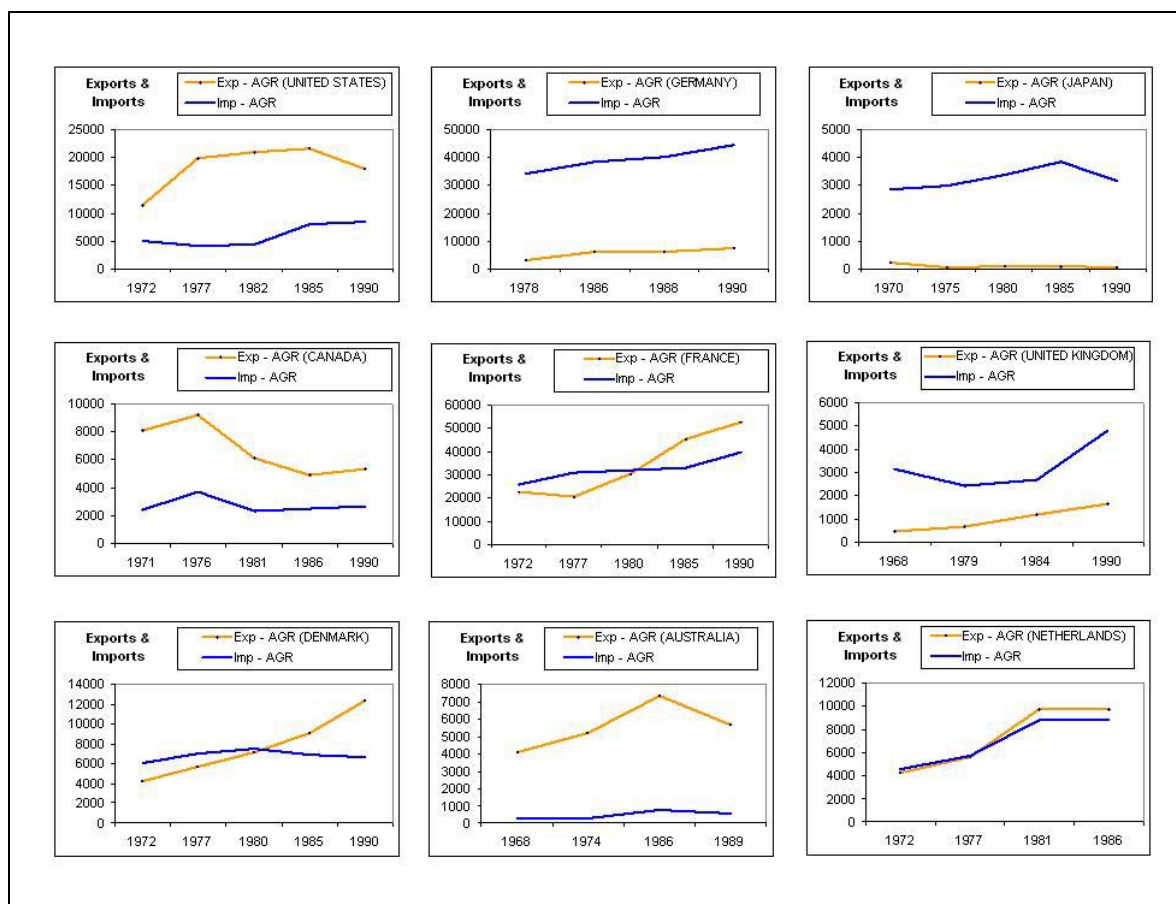 Exports &
Imports
Exp - AGR (UNITED STATES)
Imp - AGR
25000
20000
15000
10000
5000
0
1972 1977 1982 1985 1990
Exports &
Imports
Exp - AGR (GERMANY)
Imp - AGR
50000
40000
30000
20000
10000
0
1978 1986 1988 1990
Exports &
Imports
Exp - AGR (JAPAN)
Imp - AGR
5000
4000
3000
2000
1000
0
1970 1975 1980 1985 1990
Exports &
Imports
Exp - AGR (CANADA)
Imp - AGR
10000
8000
6000
4000
2000
0
1971 1976 1981 1986 1990
Exports &
Imports
Exp - AGR (FRANCE)
Imp - AGR
60000
50000
40000
30000
20000
10000
0
1972 1977 1980 1985 1990
Exports &
Imports
Exp - AGR (UNITED KINGDOM)
Imp - AGR
6000
5000
4000
3000
2000
1000
0
1968 1979 1984 1990
Exports &
Imports
Exp - AGR (DENMARK)
Imp - AGR
14000
12000
10000
8000
6000
4000
2000
0
1972 1977 1980 1985 1990
Exports &
Imports
Exp - AGR (AUSTRALIA)
Imp - AGR
8000
7000
6000
5000
4000
3000
2000
1000
0
1968 1974 1986 1989
Exports &
Imports
Exp - AGR (NETHERLANDS)
Imp - AGR
12000
10000
8000
6000
4000
2000
0
1972 1977 1981 1986